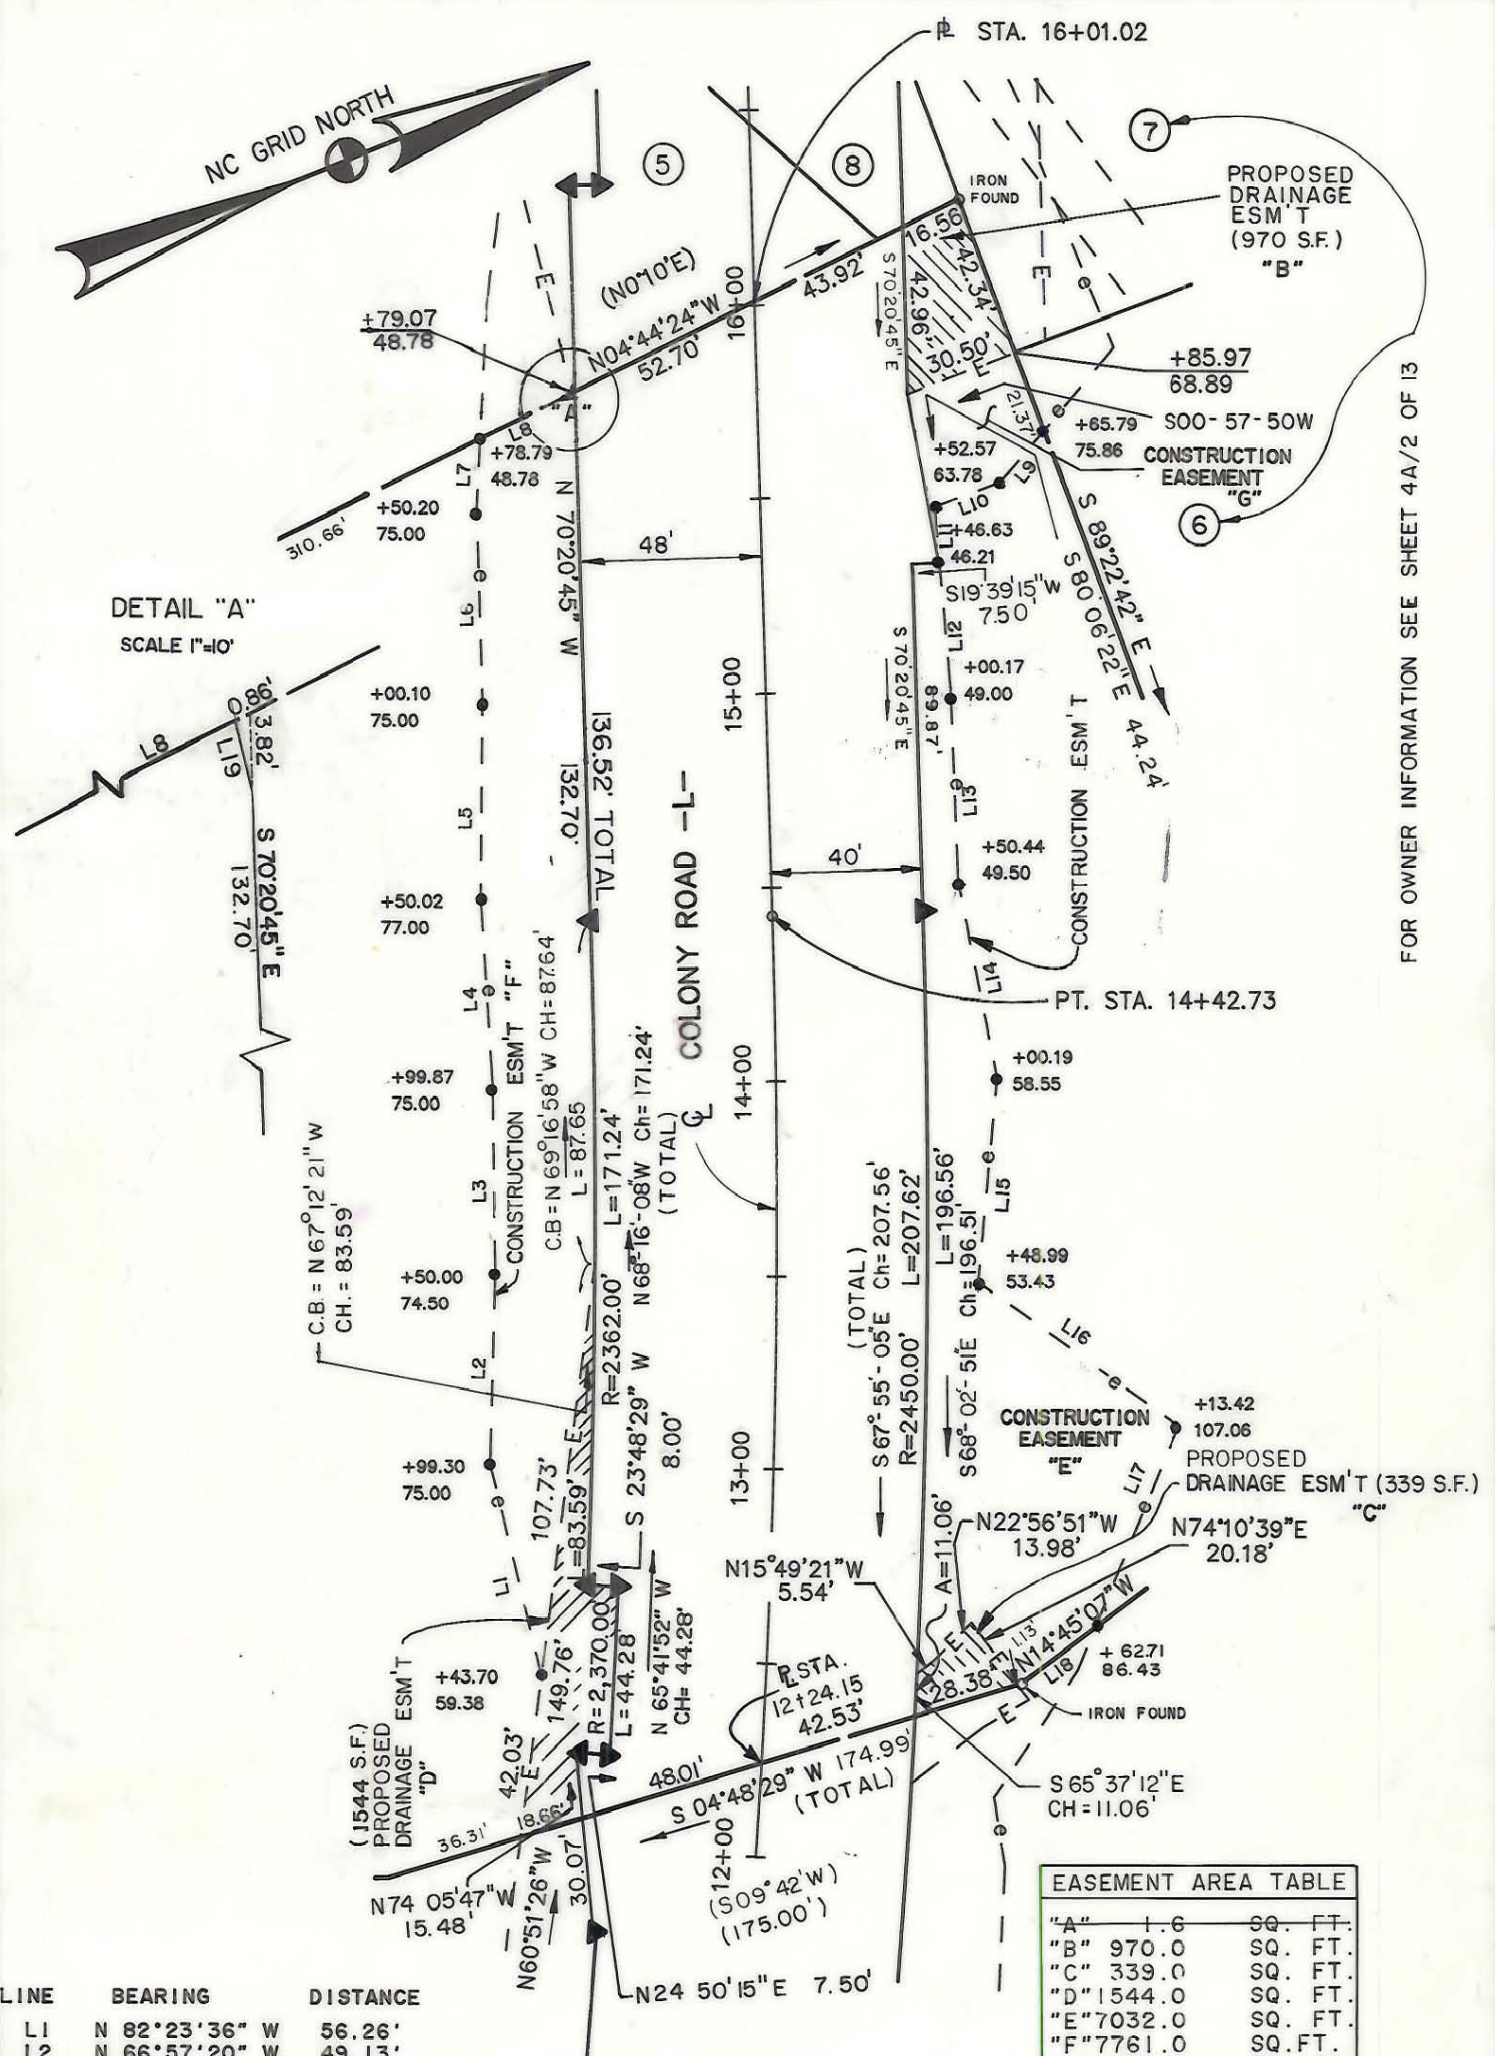 ℔ STA. 16+01.02
NC GRID NORTH
5
8
7
IRON
FOUND
PROPOSED
DRAINAGE
ESM'T
(970 S.F.)
"B"
16.56
42.34'
43.92'
S 70°20'45" E
42.96'
30.50'
E
E
E
e
(N0°10'E)
N04°44'24"W
52.70'
16+00
+79.07
48.78
"A"
L8
+78.79
48.78
L7
+50.20
75.00
310.66'
+85.97
68.89
21.37'
+65.79
75.86
S00-57-50W
CONSTRUCTION
EASEMENT
"G"
6
+52.57
63.78
L9
L10
L11
+46.63
46.21
S19°39'15"W
7.50'
S 89°22'42" E
44.24'
S 80°06'22"E
FOR OWNER INFORMATION SEE SHEET 4A/2 OF 13
N 70°20'45" W
136.52' TOTAL
132.70'
48'
DETAIL "A"
SCALE 1"=10'
0.86'
3.82'
L8
L19
S 70°20'45" E
132.70'
e
L6
+00.10
75.00
L5
+50.02
77.00
L4
e
+99.87
75.00
CONSTRUCTION ESM'T "F"
L3
+50.00
74.50
L2
+99.30
75.00
e
L1
15+00
COLONY ROAD -L-
℄
40'
S 70°20'45" E
89.87'
L12
+00.17
49.00
e
L13
+50.44
49.50
CONSTRUCTION ESM'T
L14
PT. STA. 14+42.73
+00.19
58.55
e
L15
+48.99
53.43
L16
e
+13.42
107.06
14+00
C.B.= N 67°12'21"W
CH. = 83.59'
C.B.= N 69°16'58"W CH=87.64'
L=87.65
L=171.24'
R=2362.00'
N68°-16'-08"W Ch=171.24'
(TOTAL)
(TOTAL)
S67°-55'-05"E Ch=207.56'
R=2450.00' L=207.62'
L=196.56'
S68°-02'-51"E Ch=196.51'
S 23°48'29" W
8.00'
13+00
CONSTRUCTION
EASEMENT
"E"
PROPOSED
DRAINAGE ESM'T (339 S.F.)
"C"
L17
e
N74°10'39"E
20.18'
N22°56'51"W
13.98'
A=11.06'
N15°49'21"W
5.54'
107.73'
E
L=83.59'
R=2,370.00'
L=44.28'
N 65°41'52" W
CH= 44.28'
149.76'
42.03'
E
+43.70
59.38
(1544 S.F.)
PROPOSED
DRAINAGE ESM'T
"D"
℔ STA.
12+24.15
42.53'
E
E
1.13'
28.38'
N14°45'07"W
L18
+62.71
86.43
IRON FOUND
E
S65°37'12"E
CH=11.06'
e
48.01'
S 04°48'29" W 174.99'
(TOTAL)
12+00
(S09°42'W)
(175.00')
36.31'
18.66'
N74 05'47"W
15.48'
N60°51'26"W
30.07'
N24 50'15"E 7.50'
EASEMENT AREA TABLE
"A" 1.6 SQ. FT.
"B" 970.0 SQ. FT.
"C" 339.0 SQ. FT.
"D" 1544.0 SQ. FT.
"E" 7032.0 SQ. FT.
"F" 7761.0 SQ.FT.
LINE BEARING DISTANCE
L1 N 82°23'36" W 56.26'
L2 N 66°57'20" W 49.13'